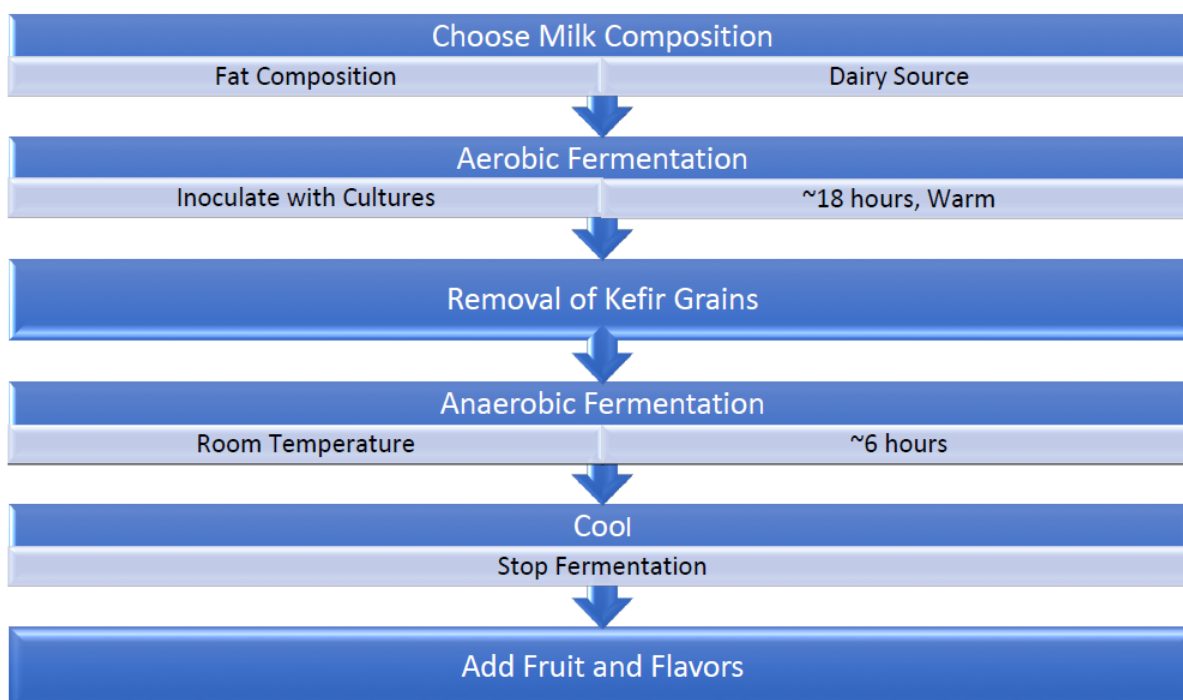 Choose Milk Composition
Fat Composition
Dairy Source
Aerobic Fermentation
Inoculate with Cultures
~18 hours, Warm
Removal of Kefir Grains
Anaerobic Fermentation
Room Temperature
~6 hours
Cool
Stop Fermentation
Add Fruit and Flavors